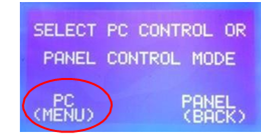 SELECT PC CONTROL OR
PANEL CONTROL MODE
PC PANEL
(MENU) (BACK)